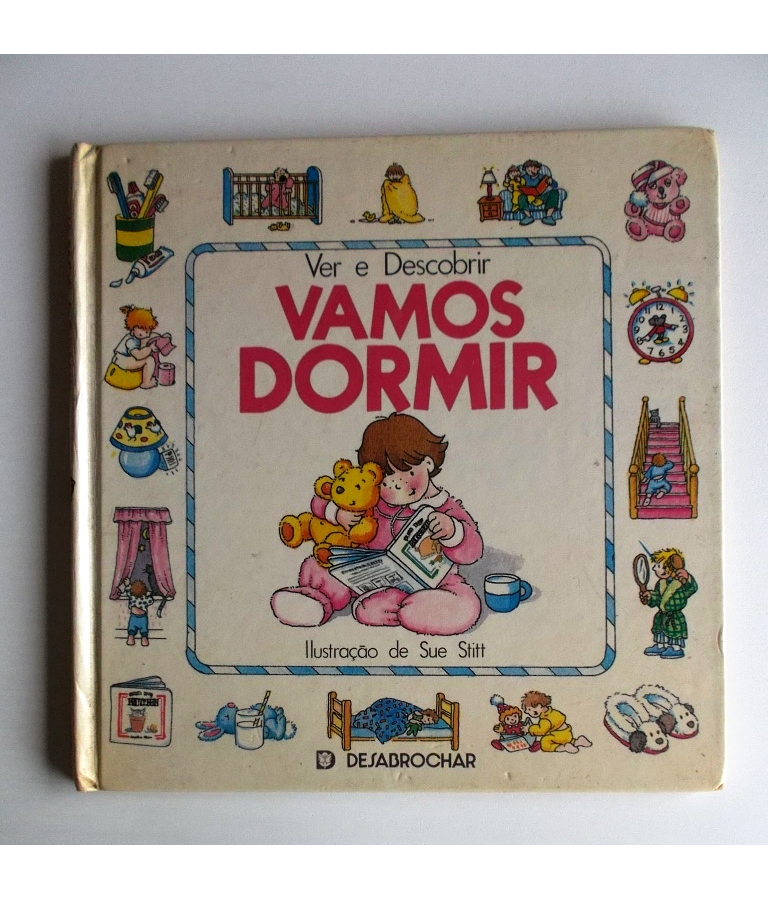 Ver e Descobrir
VAMOS
DORMIR
Ilustração de Sue Stitt
DESABROCHAR